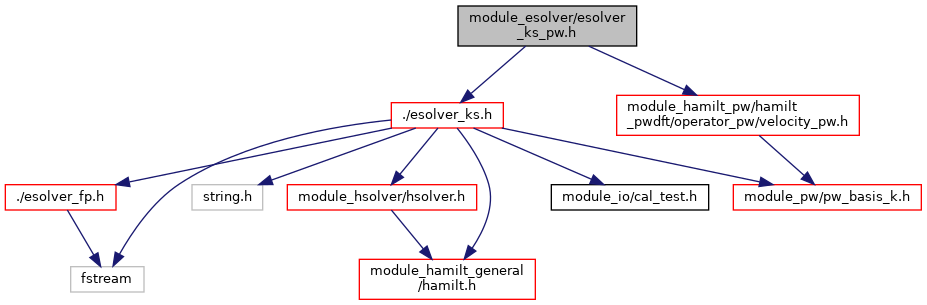 module_esolver/esolver
_ks_pw.h
./esolver_ks.h
module_hamilt_pw/hamilt
_pwdft/operator_pw/velocity_pw.h
./esolver_fp.h
string.h
module_hsolver/hsolver.h
module_io/cal_test.h
module_pw/pw_basis_k.h
fstream
module_hamilt_general
/hamilt.h